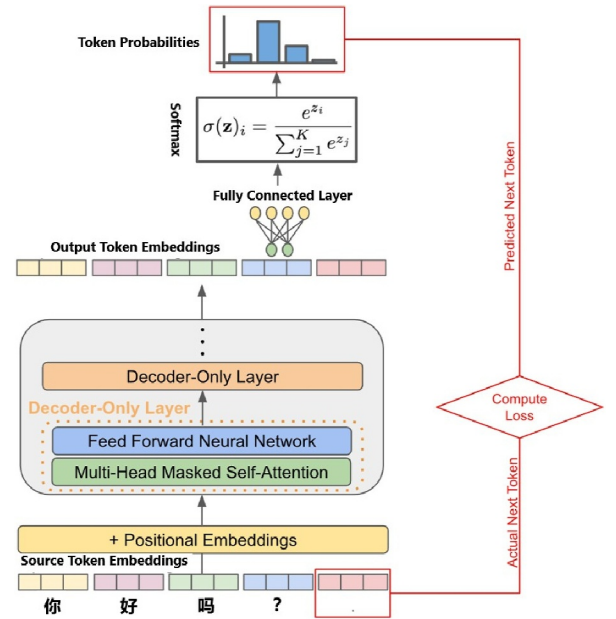 Token Probabilities
Softmax
σ(z)ᵢ = e^{zᵢ} / ∑_{j=1}^{K} e^{zⱼ}
Fully Connected Layer
Output Token Embeddings
Predicted Next Token
Decoder-Only Layer
Decoder-Only Layer
Compute
Loss
Feed Forward Neural Network
Multi-Head Masked Self-Attention
Actual Next Token
+ Positional Embeddings
Source Token Embeddings
你 好 吗 ? .